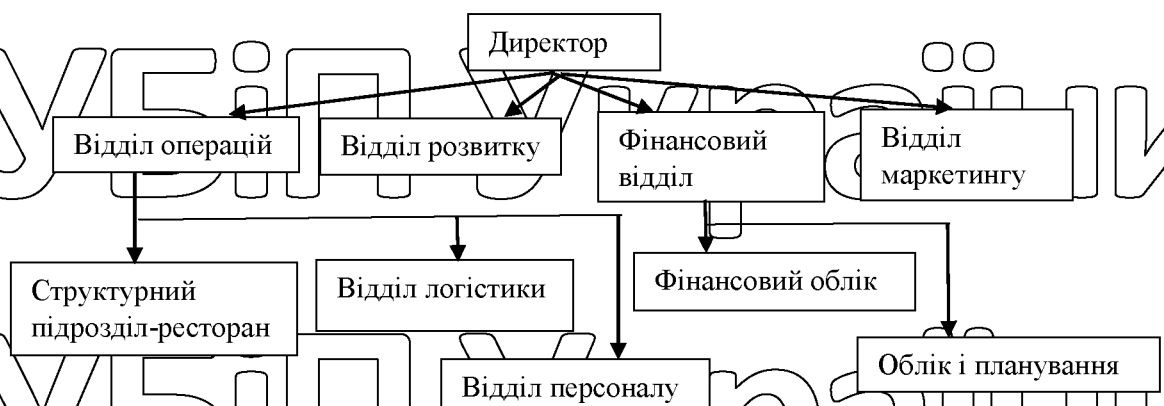 Директор
Відділ операцій
Відділ розвитку
Фінансовий
відділ
Відділ
маркетингу
Структурний
підрозділ-ресторан
Відділ логістики
Фінансовий облік
Відділ персоналу
Облік і планування